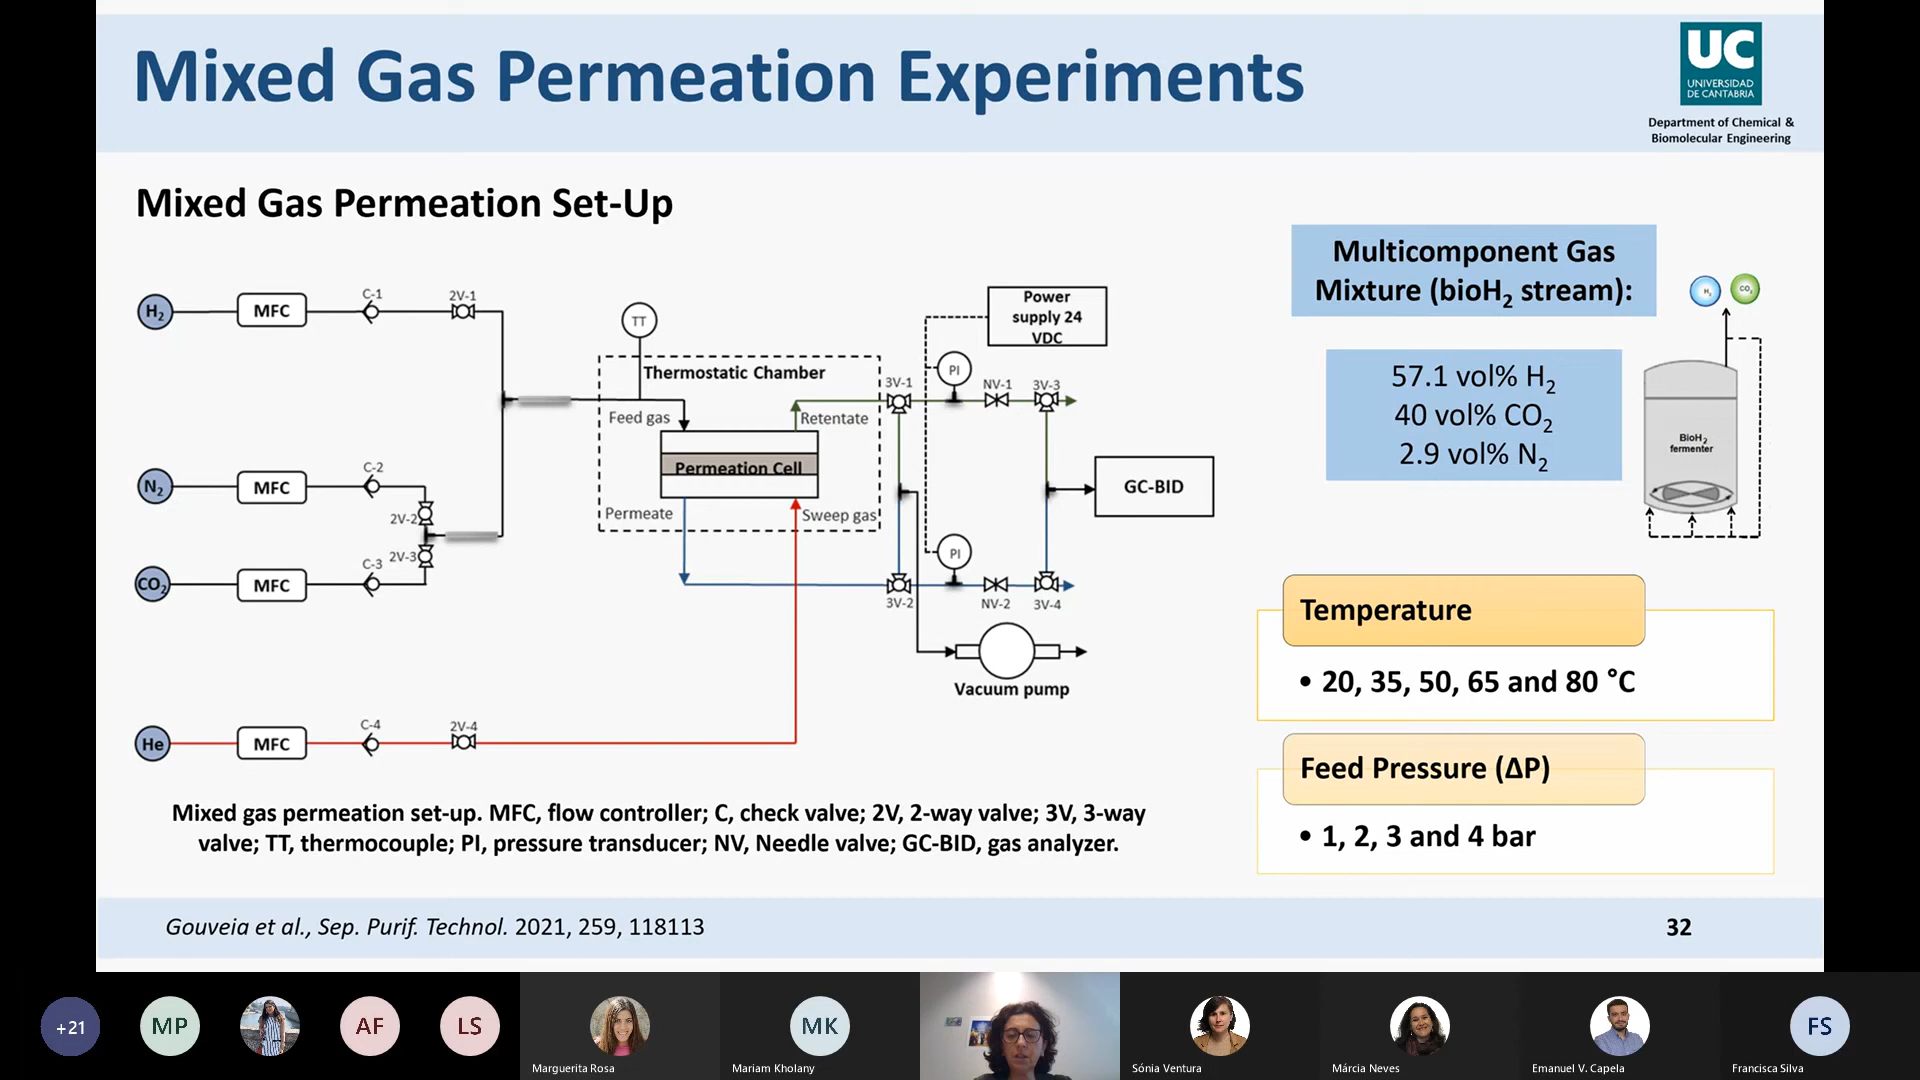 Mixed Gas Permeation Experiments
UC
UNIVERSIDAD
DE CANTABRIA
Department of Chemical &
Biomolecular Engineering
Mixed Gas Permeation Set-Up
H2
MFC
C-1
2V-1
N2
MFC
C-2
2V-2
2V-3
CO2
MFC
C-3
He
MFC
C-4
2V-4
TT
Thermostatic Chamber
Feed gas
Retentate
Permeation Cell
Permeate
Sweep gas
Power
supply 24
VDC
3V-1
PI
NV-1
3V-3
GC-BID
PI
3V-2
NV-2
3V-4
Vacuum pump
Mixed gas permeation set-up. MFC, flow controller; C, check valve; 2V, 2-way valve; 3V, 3-way
valve; TT, thermocouple; PI, pressure transducer; NV, Needle valve; GC-BID, gas analyzer.
Multicomponent Gas
Mixture (bioH2 stream):
57.1 vol% H2
40 vol% CO2
2.9 vol% N2
H2
CO2
BioH2
fermenter
Temperature
• 20, 35, 50, 65 and 80 °C
Feed Pressure (ΔP)
• 1, 2, 3 and 4 bar
Gouveia et al., Sep. Purif. Technol. 2021, 259, 118113
32
+21
MP
AF
LS
Marguerita Rosa
MK
Mariam Kholany
Sónia Ventura
Márcia Neves
Emanuel V. Capela
FS
Francisca Silva